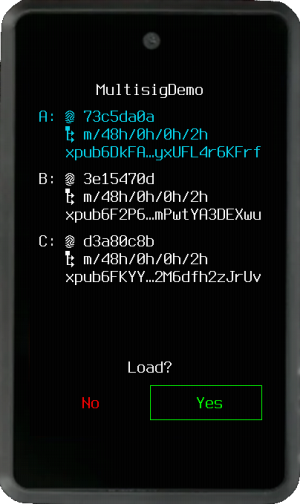 MultisigDemo
A: 73c5da0a
m/48h/0h/0h/2h
xpub6DkFA…yxUFL4r6KFrf
B: 3e15470d
m/48h/0h/0h/2h
xpub6F2P6…mPwtYA3DEXwu
C: d3a80c8b
m/48h/0h/0h/2h
xpub6FKYY…2M6dfh2zJrUv
Load?
No Yes